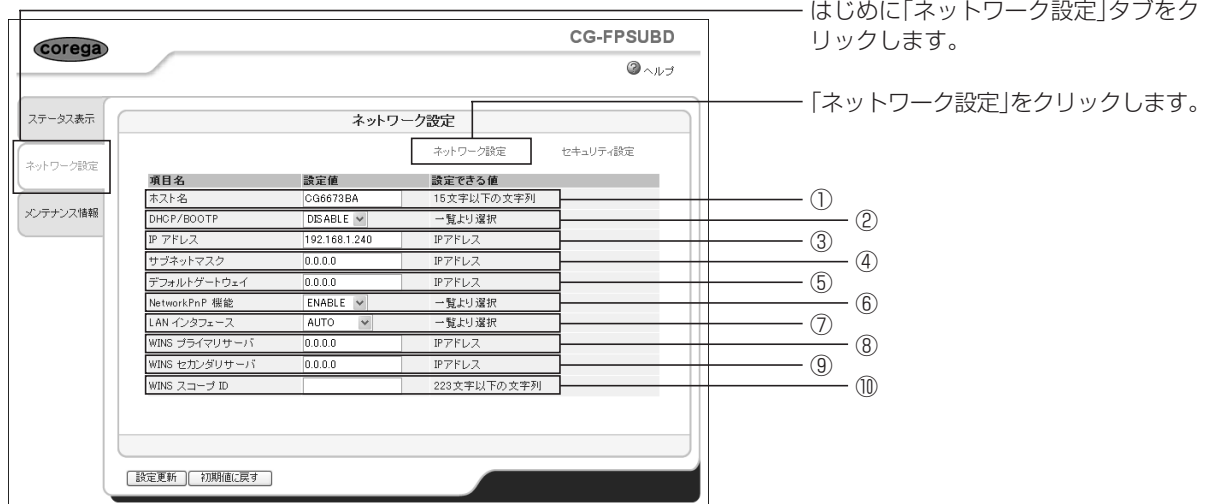 はじめに「ネットワーク設定」タブをク
リックします。
「ネットワーク設定」をクリックします。
corega
CG-FPSUBD
ヘルプ
ステータス表示
ネットワーク設定
メンテナンス情報
ネットワーク設定
ネットワーク設定 セキュリティ設定
項目名 設定値 設定できる値
ホスト名 CG6673BA 15文字以下の文字列 ①
DHCP/BOOTP DISABLE 一覧より選択 ②
IP アドレス 192.168.1.240 IPアドレス ③
サブネットマスク 0.0.0.0 IPアドレス ④
デフォルトゲートウェイ 0.0.0.0 IPアドレス ⑤
NetworkPnP 機能 ENABLE 一覧より選択 ⑥
LAN インタフェース AUTO 一覧より選択 ⑦
WINS プライマリサーバ 0.0.0.0 IPアドレス ⑧
WINS セカンダリサーバ 0.0.0.0 IPアドレス ⑨
WINS スコープ ID 223文字以下の文字列 ⑩
設定更新 初期値に戻す